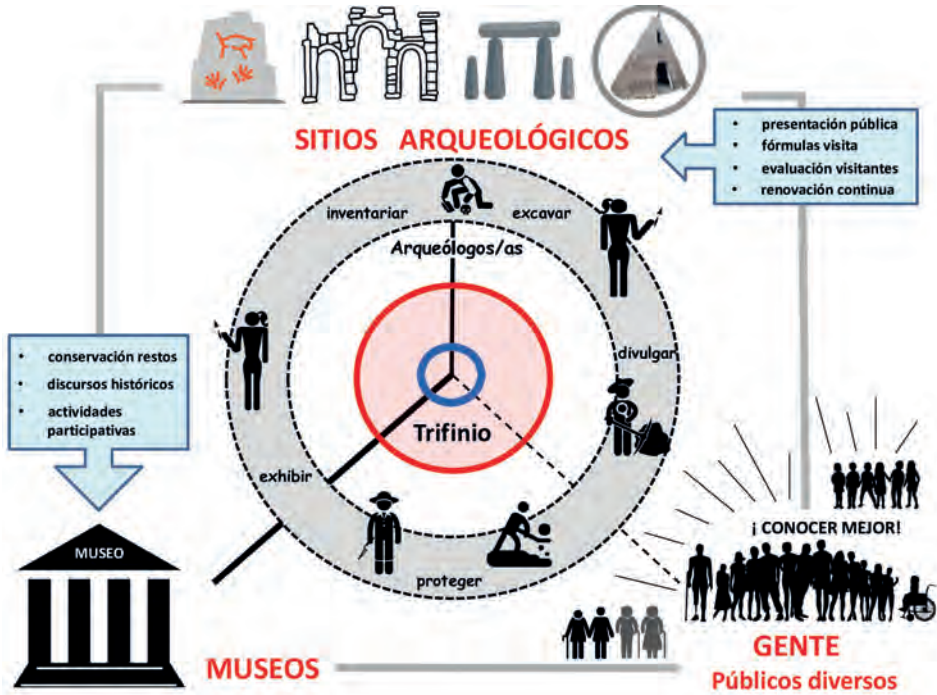 SITIOS ARQUEOLÓGICOS
• presentación pública
• fórmulas visita
• evaluación visitantes
• renovación continua
inventariar
excavar
Arqueólogos/as
divulgar
• conservación restos
• discursos históricos
• actividades
participativas
Trifinio
exhibir
proteger
MUSEO
¡ CONOCER MEJOR!
MUSEOS
GENTE
Públicos diversos